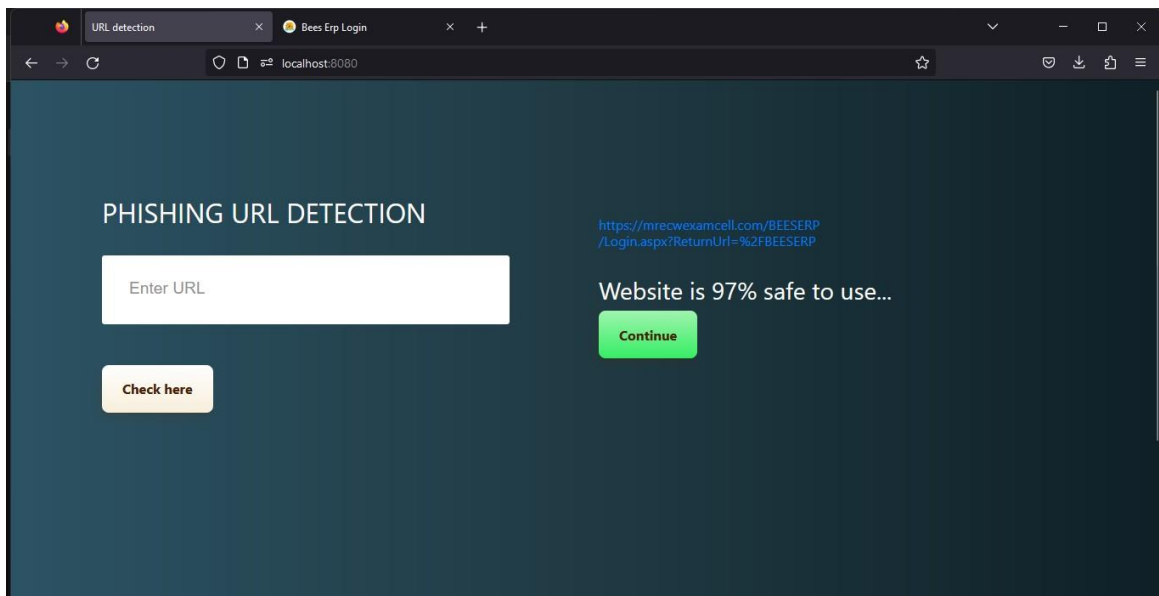 URL detection
Bees Erp Login
localhost:8080
PHISHING URL DETECTION
Enter URL
Check here
https://mrecwexamcell.com/BEESERP
/Login.aspx?ReturnUrl=%2FBEESERP
Website is 97% safe to use...
Continue